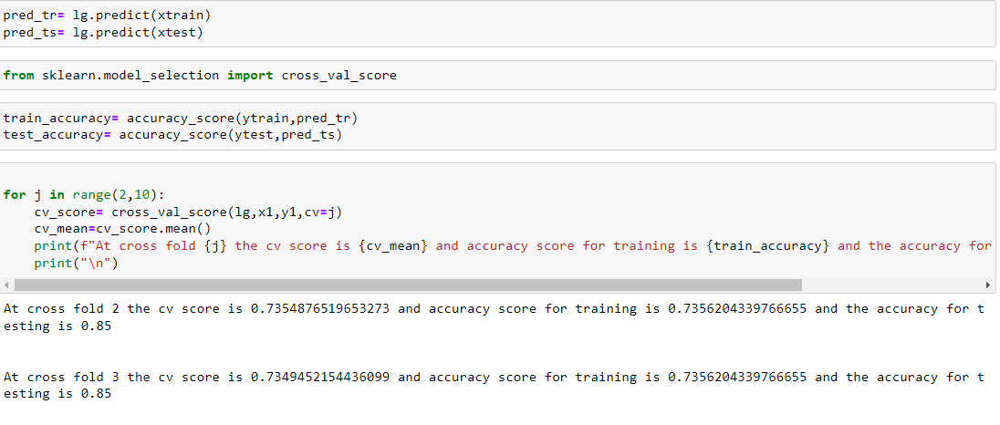 pred_tr= lg.predict(xtrain)
pred_ts= lg.predict(xtest)
from sklearn.model_selection import cross_val_score
train_accuracy= accuracy_score(ytrain,pred_tr)
test_accuracy= accuracy_score(ytest,pred_ts)
for j in range(2,10):
    cv_score= cross_val_score(lg,x1,y1,cv=j)
    cv_mean=cv_score.mean()
    print(f"At cross fold {j} the cv score is {cv_mean} and accuracy score for training is {train_accuracy} and the accuracy for
    print("\n")
At cross fold 2 the cv score is 0.7354876519653273 and accuracy score for training is 0.7356204339766655 and the accuracy for t
esting is 0.85
At cross fold 3 the cv score is 0.7349452154436099 and accuracy score for training is 0.7356204339766655 and the accuracy for t
esting is 0.85